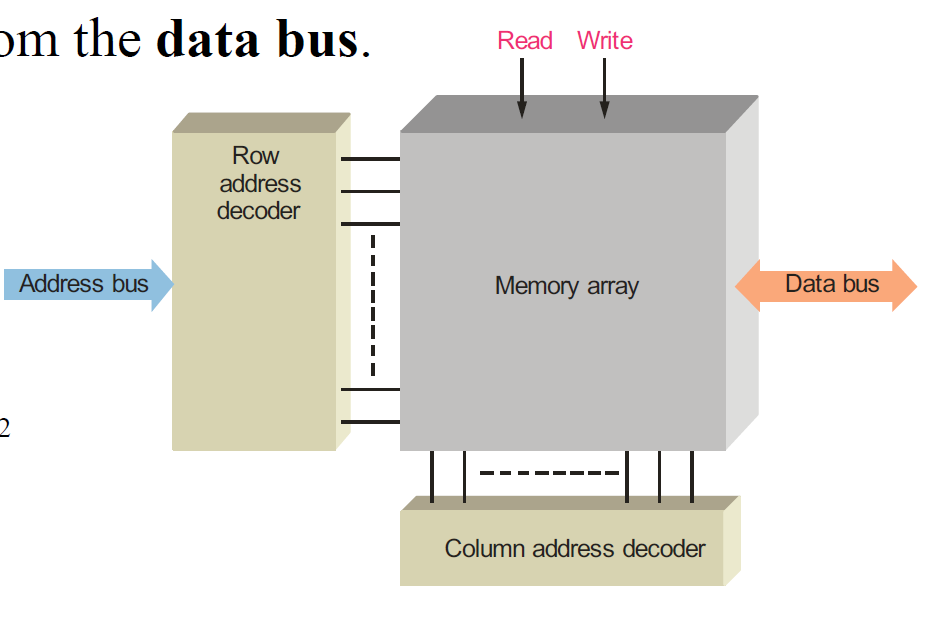 om the data bus.
Read Write
Row
address
decoder
Address bus
Memory array
Data bus
2
Column address decoder